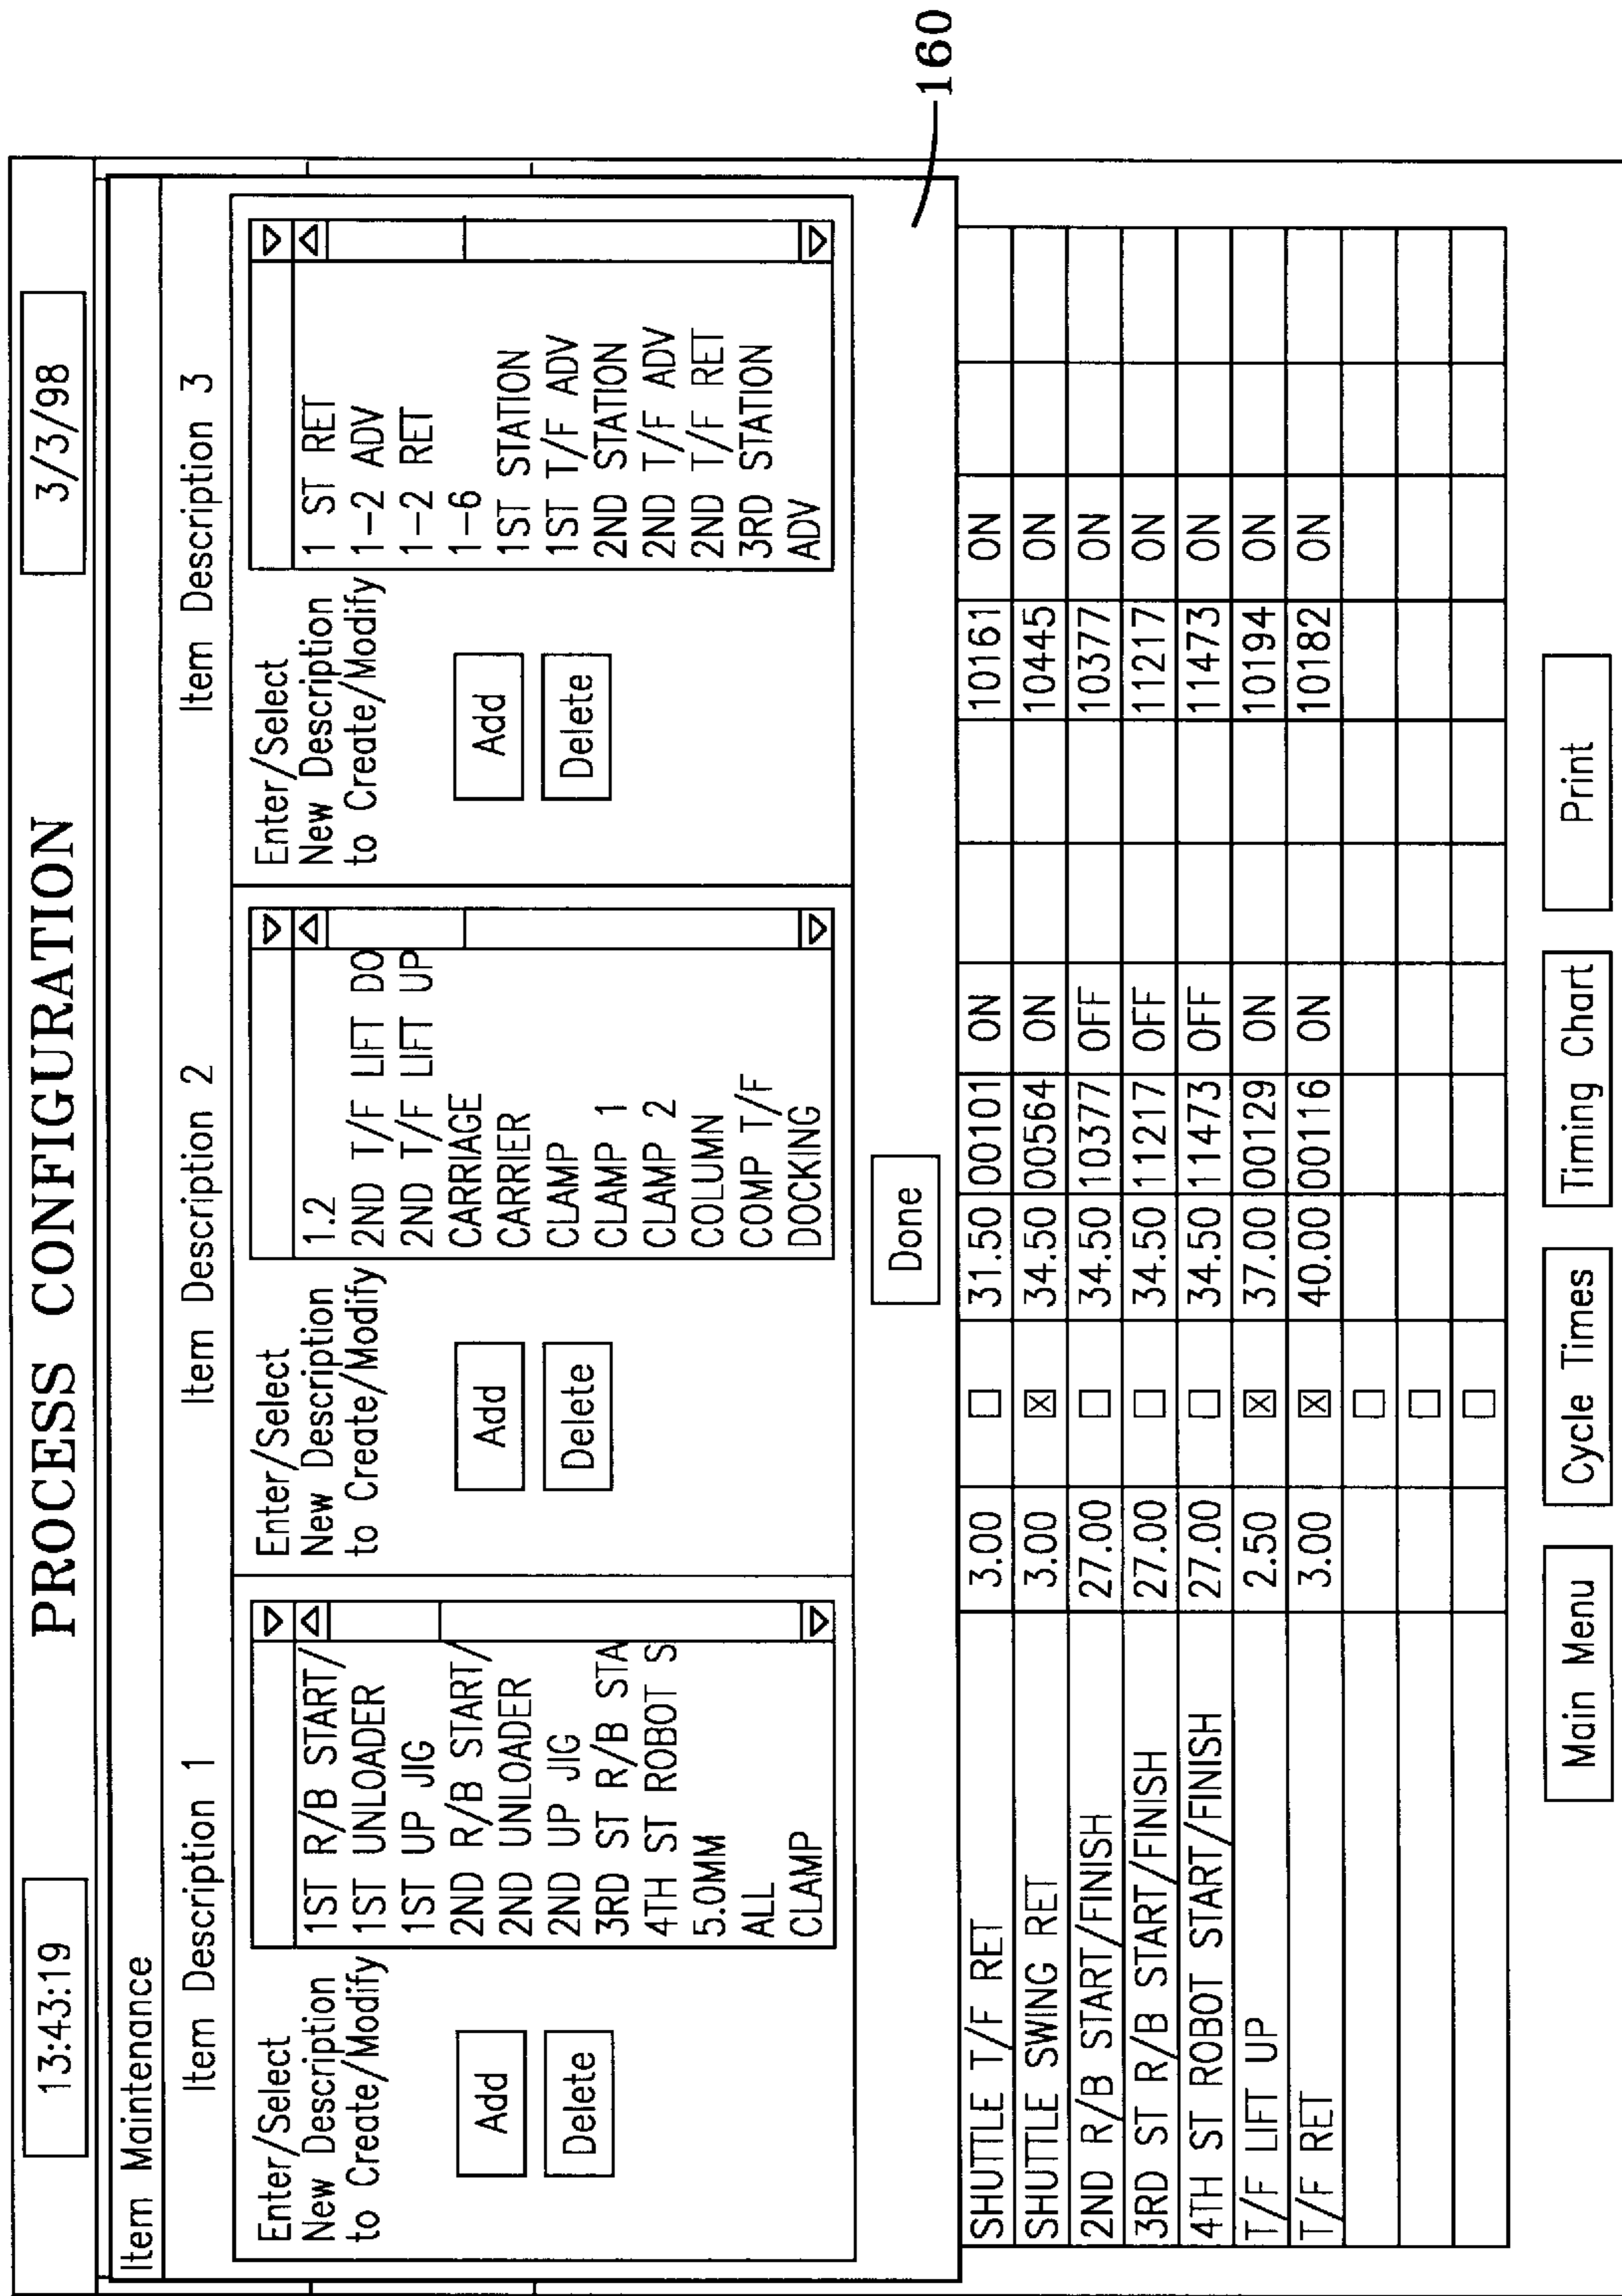 13:43:19
PROCESS CONFIGURATION
3/3/98
Item Maintenance
Item Description 1
Item Description 2
Item Description 3
Enter/Select
New Description
to Create/Modify
Add
Delete
1ST R/B START/
1ST UNLOADER
1ST UP JIG
2ND R/B START/
2ND UNLOADER
2ND UP JIG
3RD ST R/B STA
4TH ST ROBOT S
5.0MM
ALL
CLAMP
Enter/Select
New Description
to Create/Modify
Add
Delete
1.2
2ND T/F LIFT DO
2ND T/F LIFT UP
CARRIAGE
CARRIER
CLAMP
CLAMP 1
CLAMP 2
COLUMN
COMP T/F
DOCKING
Enter/Select
New Description
to Create/Modify
Add
Delete
1 ST RET
1-2 ADV
1-2 RET
1-6
1ST STATION
1ST T/F ADV
2ND STATION
2ND T/F ADV
2ND T/F RET
3RD STATION
ADV
Done
160
SHUTTLE T/F RET 3.00 31.50 00101 ON 10161 ON
SHUTTLE SWING RET 3.00 34.50 00564 ON 10445 ON
2ND R/B START/FINISH 27.00 34.50 10377 OFF 10377 ON
3RD ST R/B START/FINISH 27.00 34.50 11217 OFF 11217 ON
4TH ST ROBOT START/FINISH 27.00 34.50 11473 OFF 11473 ON
T/F LIFT UP 2.50 37.00 00129 ON 10194 ON
T/F RET 3.00 40.00 00116 ON 10182 ON
Main Menu
Cycle Times
Timing Chart
Print